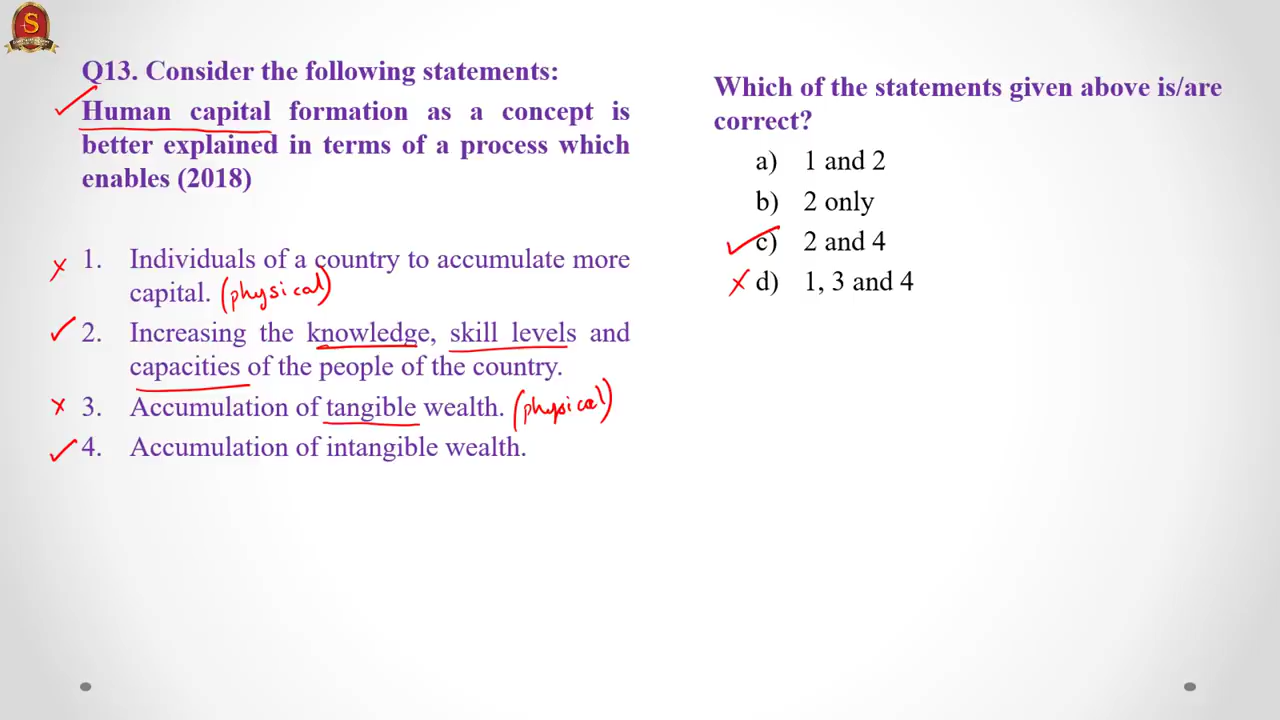 S
Q13. Consider the following statements:
Human capital formation as a concept is
better explained in terms of a process which
enables (2018)
1. Individuals of a country to accumulate more
capital. (physical)
2. Increasing the knowledge, skill levels and
capacities of the people of the country.
3. Accumulation of tangible wealth. (physical)
4. Accumulation of intangible wealth.
Which of the statements given above is/are
correct?
a) 1 and 2
b) 2 only
c) 2 and 4
d) 1, 3 and 4